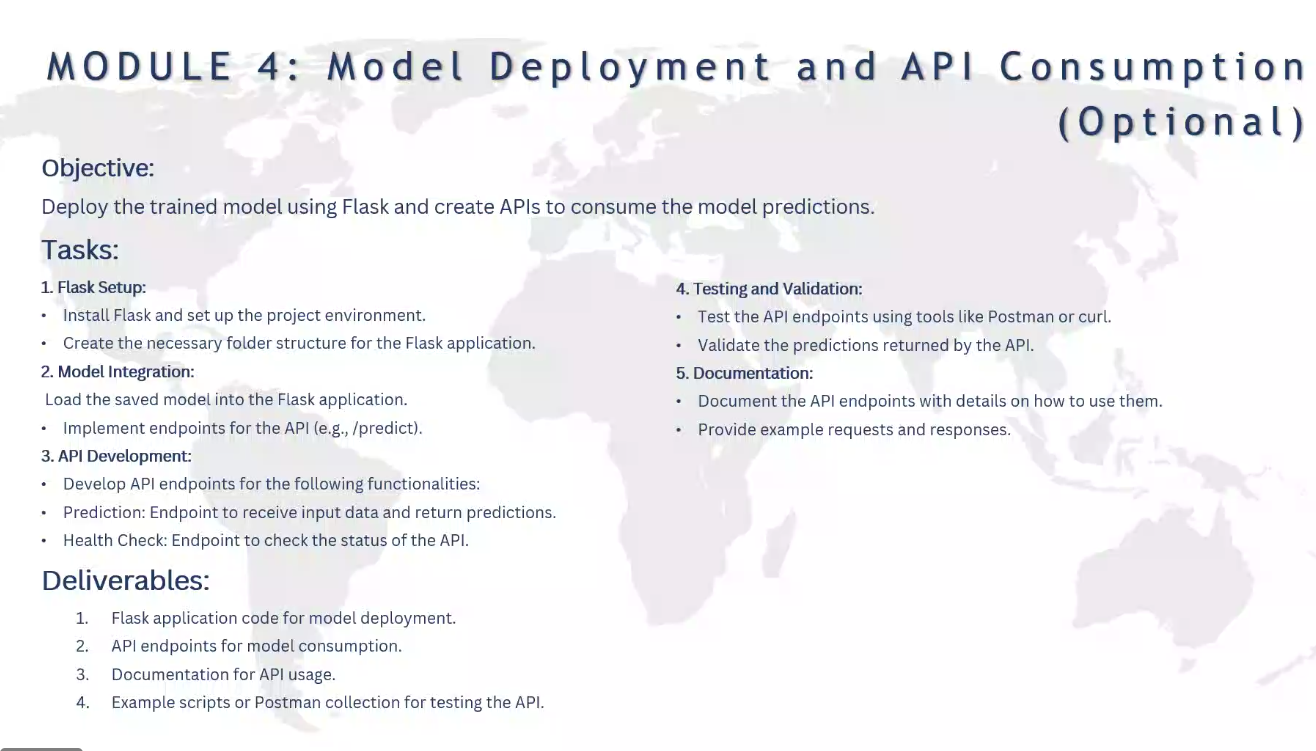 MODULE 4: Model Deployment and API Consumption
(Optional)
Objective:
Deploy the trained model using Flask and create APIs to consume the model predictions.
Tasks:
1. Flask Setup:
• Install Flask and set up the project environment.
• Create the necessary folder structure for the Flask application.
2. Model Integration:
Load the saved model into the Flask application.
• Implement endpoints for the API (e.g., /predict).
3. API Development:
• Develop API endpoints for the following functionalities:
• Prediction: Endpoint to receive input data and return predictions.
• Health Check: Endpoint to check the status of the API.
4. Testing and Validation:
• Test the API endpoints using tools like Postman or curl.
• Validate the predictions returned by the API.
5. Documentation:
• Document the API endpoints with details on how to use them.
• Provide example requests and responses.
Deliverables:
1. Flask application code for model deployment.
2. API endpoints for model consumption.
3. Documentation for API usage.
4. Example scripts or Postman collection for testing the API.